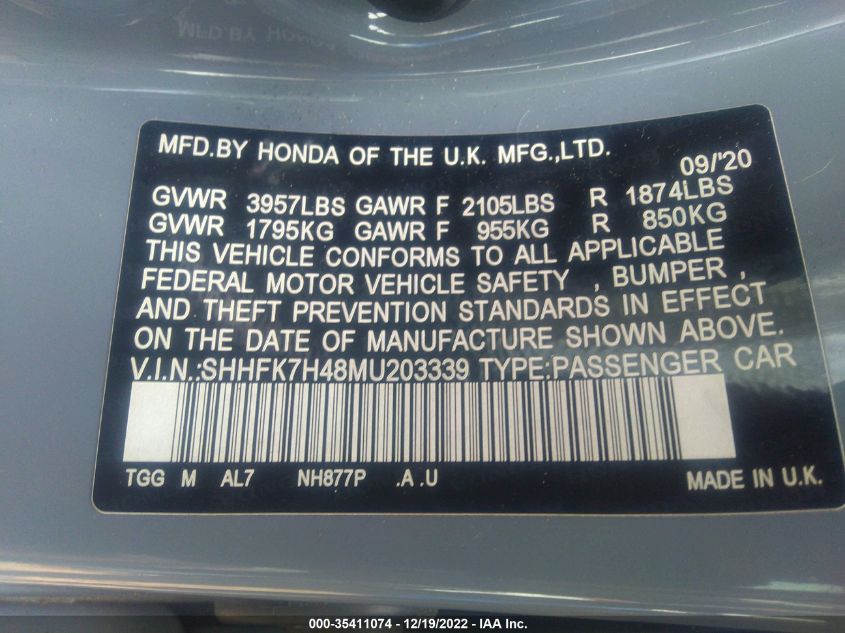 MFD.BY HONDA OF THE U.K. MFG.,LTD. 09/'20
GVWR 3957LBS GAWR F 2105LBS R 1874LBS
GVWR 1795KG GAWR F 955KG R 850KG
THIS VEHICLE CONFORMS TO ALL APPLICABLE
FEDERAL MOTOR VEHICLE SAFETY , BUMPER ,
AND THEFT PREVENTION STANDARDS IN EFFECT
ON THE DATE OF MANUFACTURE SHOWN ABOVE.
V.I.N.:SHHFK7H48MU203339 TYPE:PASSENGER CAR
TGG M AL7 NH877P .A .U MADE IN U.K.
000-35411074 - 12/19/2022 - IAA Inc.